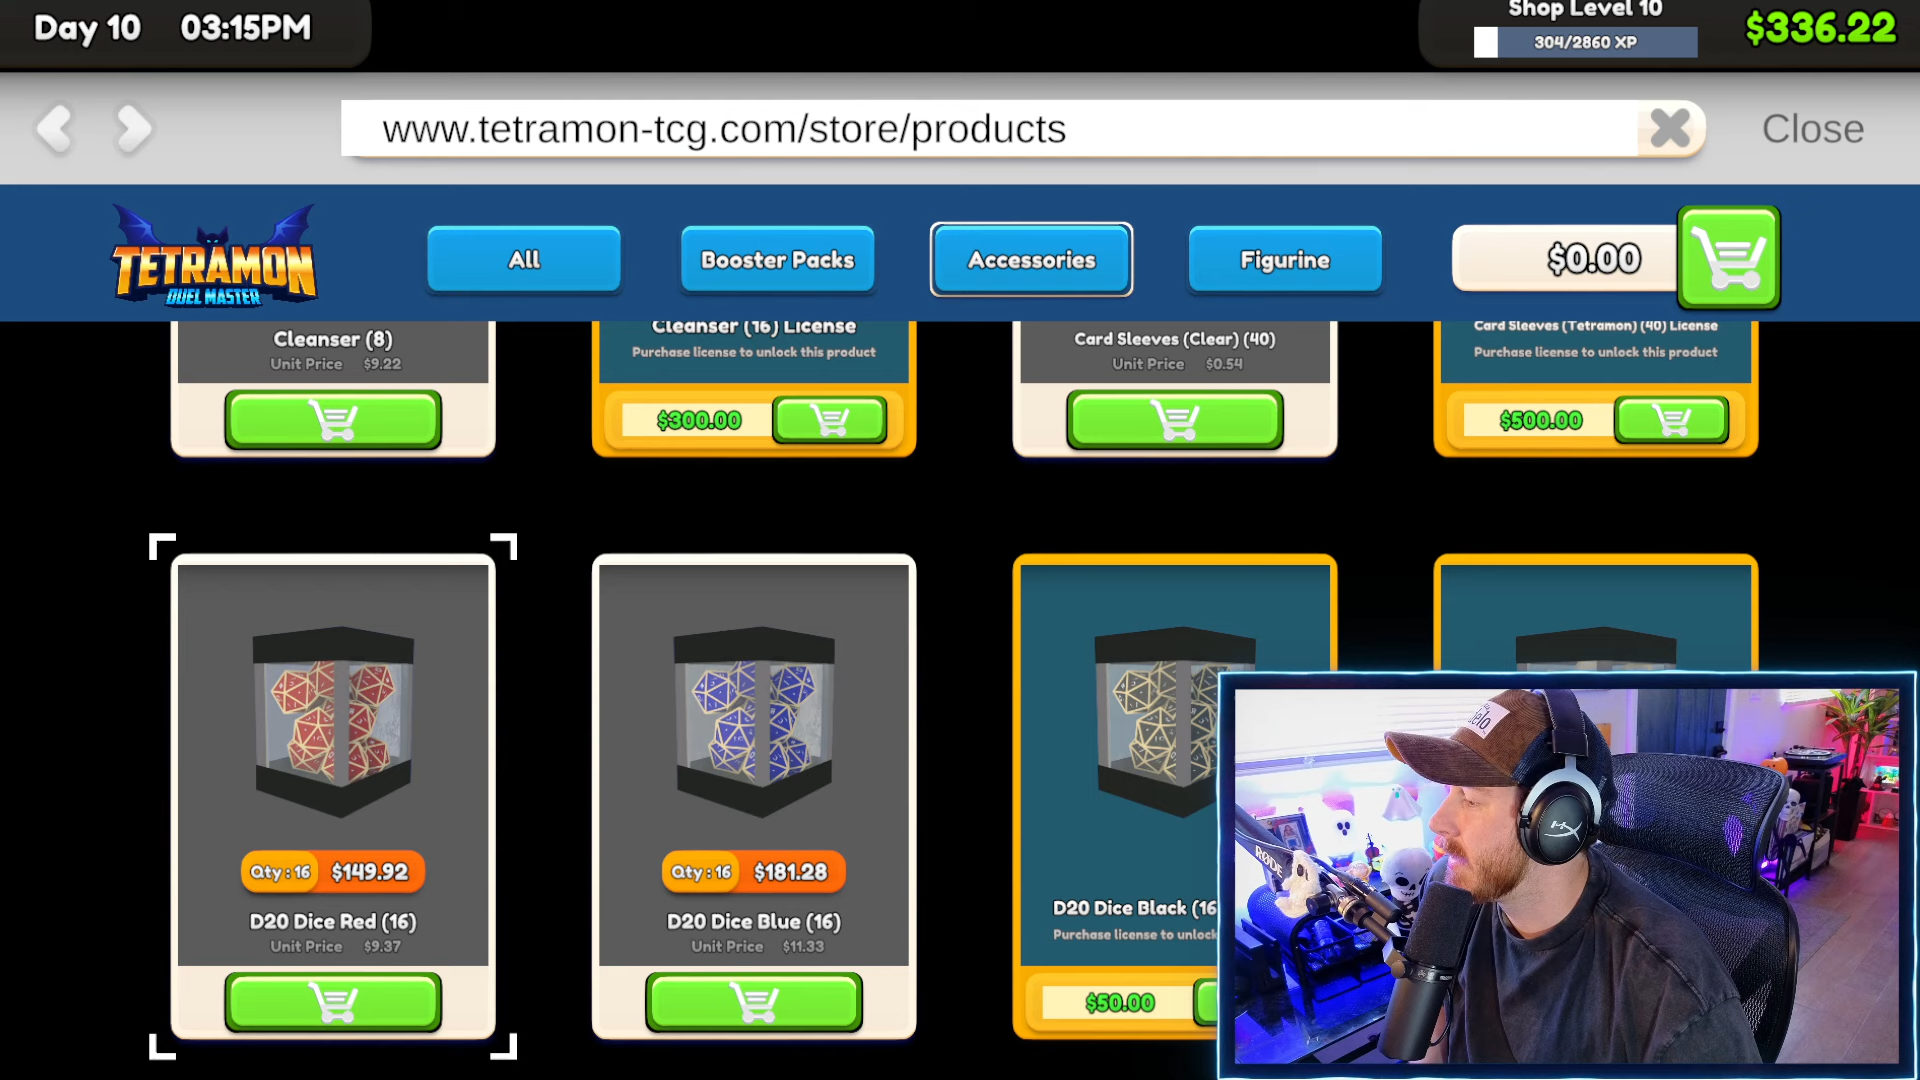 Day 10 03:15PM
Shop Level 10
304/2860 XP
$336.22
www.tetramon-tcg.com/store/products
Close
TETRAMON
DUEL MASTER
All
Booster Packs
Accessories
Figurine
$0.00
Cleanser (8)
Unit Price $9.22
Cleanser (16) License
Purchase license to unlock this product
$300.00
Card Sleeves (Clear) (40)
Unit Price $0.54
Card Sleeves (Tetramon) (40) License
Purchase license to unlock this product
$500.00
Qty : 16 $149.92
D20 Dice Red (16)
Unit Price $9.37
Qty : 16 $181.28
D20 Dice Blue (16)
Unit Price $11.33
D20 Dice Black (16
Purchase license to unlock
$50.00
RØDE
HX